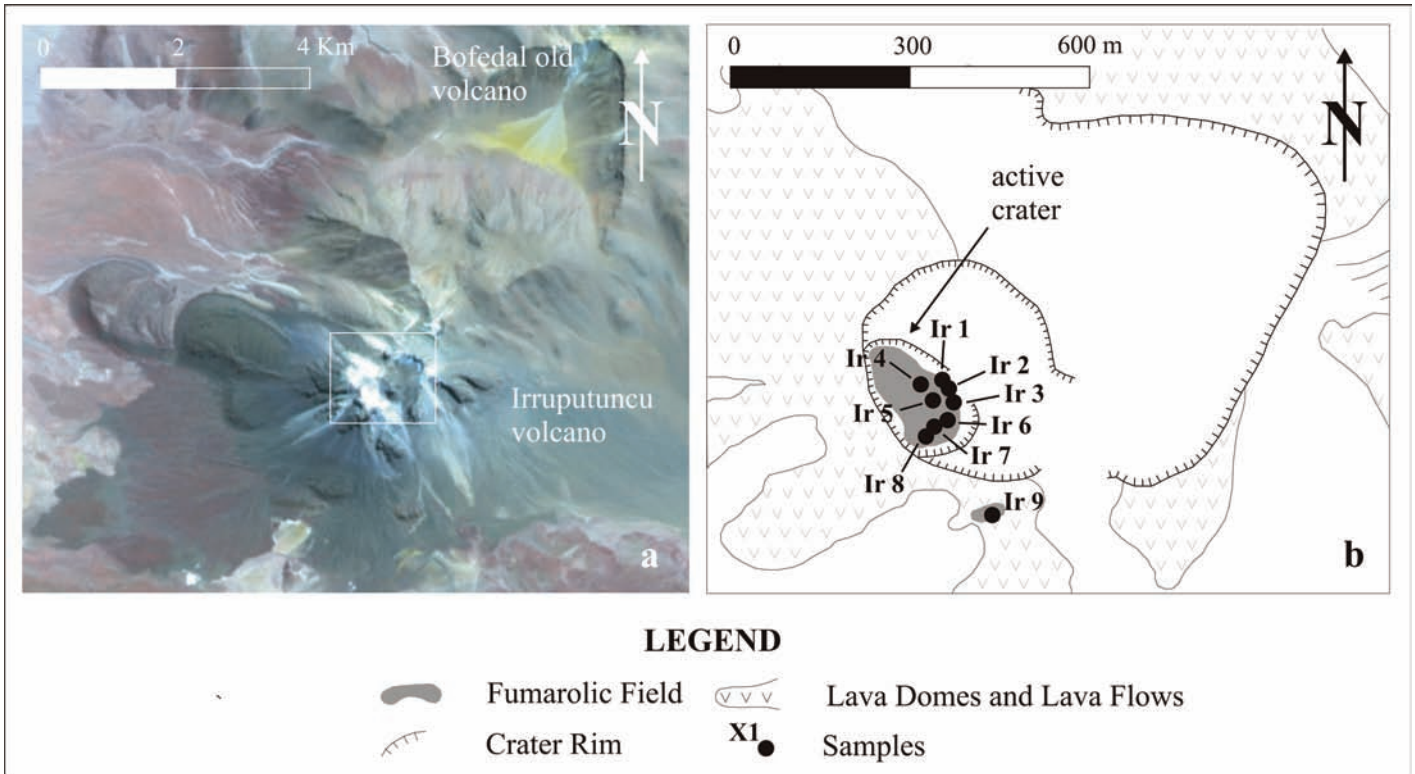 0 2 4 Km
Bofedal old
volcano
N
Irruputuncu
volcano
a
0 300 600 m
N
active
crater
Ir 1
Ir 4
Ir 2
Ir 3
Ir 5
Ir 6
Ir 7
Ir 8
Ir 9
b
LEGEND
Fumarolic Field
Lava Domes and Lava Flows
Crater Rim
X1
Samples